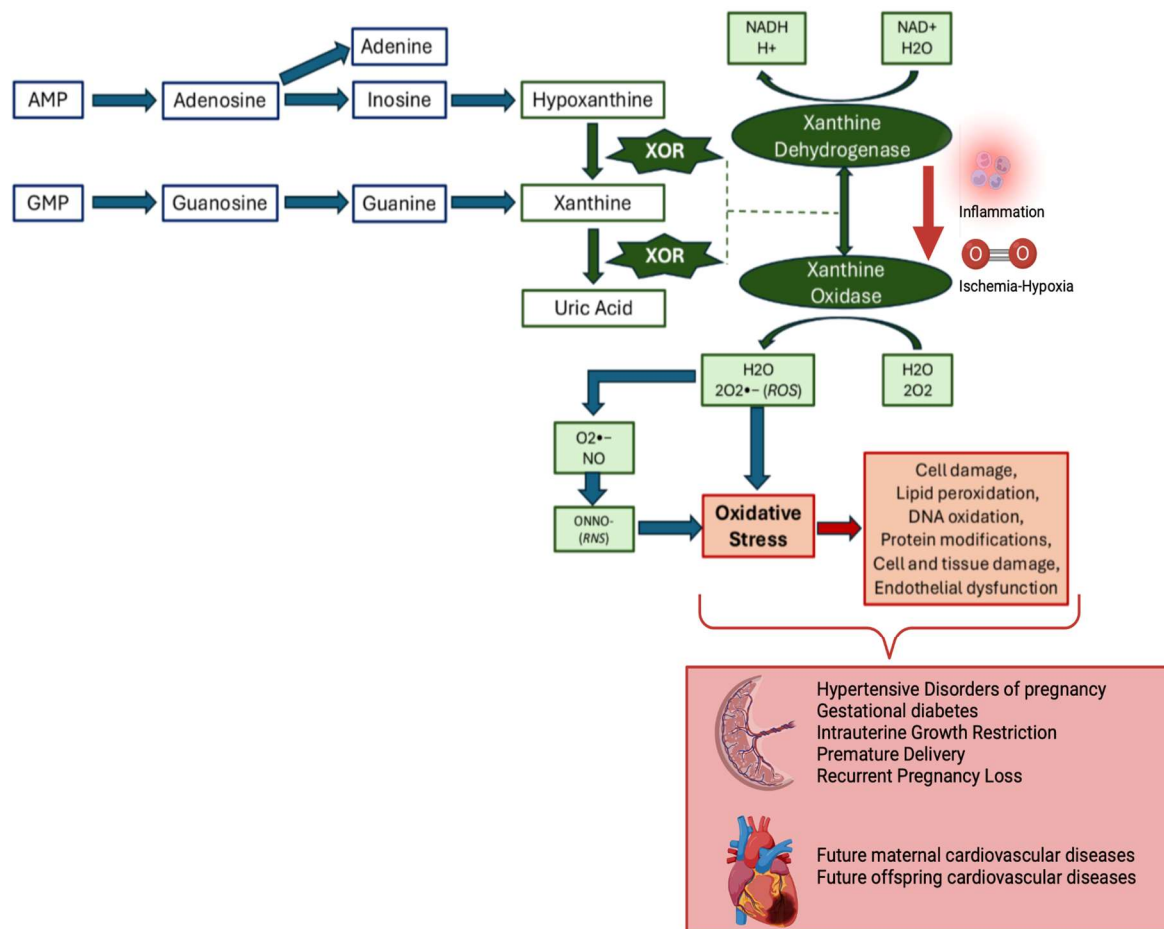 Adenine
AMP
Adenosine
Inosine
Hypoxanthine
XOR
GMP
Guanosine
Guanine
Xanthine
XOR
Uric Acid
NADH
H+
NAD+
H2O
Xanthine
Dehydrogenase
Inflammation
O O
Ischemia-Hypoxia
Xanthine
Oxidase
H2O
2O2•− (ROS)
H2O
2O2
O2•−
NO
ONNO-
(RNS)
Oxidative
Stress
Cell damage,
Lipid peroxidation,
DNA oxidation,
Protein modifications,
Cell and tissue damage,
Endothelial dysfunction
Hypertensive Disorders of pregnancy
Gestational diabetes
Intrauterine Growth Restriction
Premature Delivery
Recurrent Pregnancy Loss
Future maternal cardiovascular diseases
Future offspring cardiovascular diseases